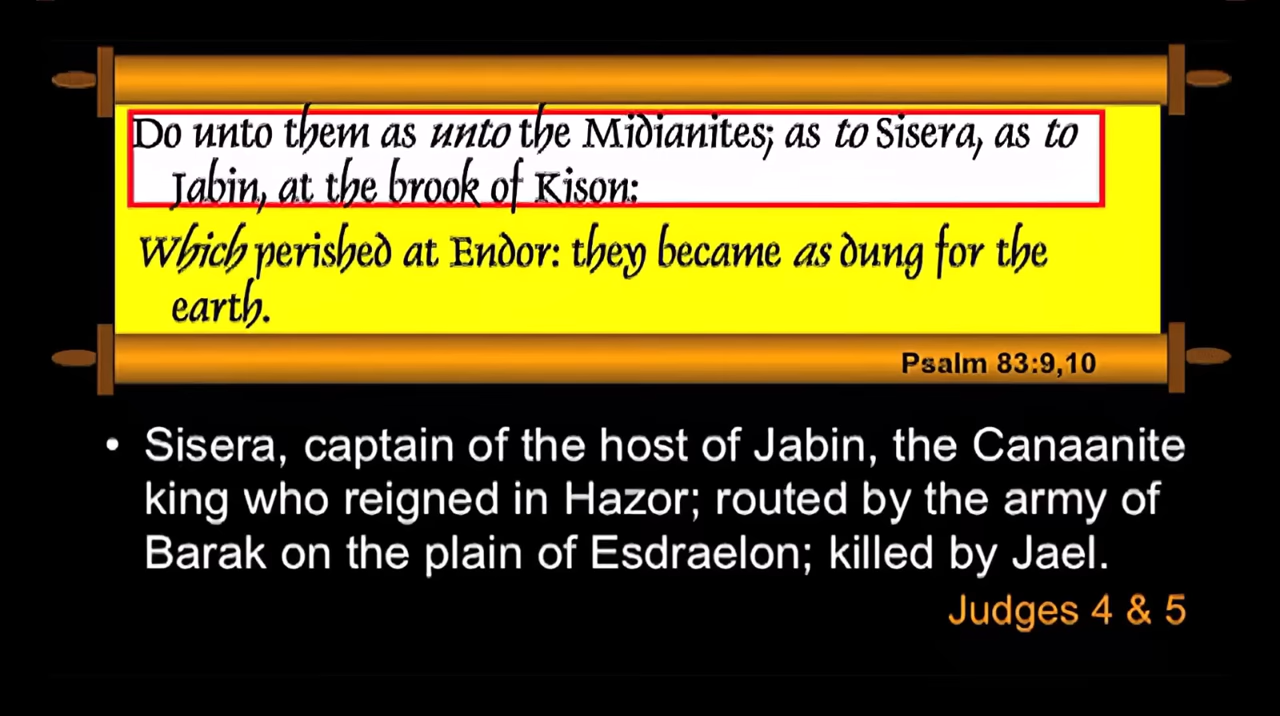 Do unto them as unto the Midianites; as to Sisera, as to
Jabin, at the brook of Kison:
Which perished at Endor: they became as dung for the
earth.
Psalm 83:9,10
• Sisera, captain of the host of Jabin, the Canaanite
king who reigned in Hazor; routed by the army of
Barak on the plain of Esdraelon; killed by Jael.
Judges 4 & 5